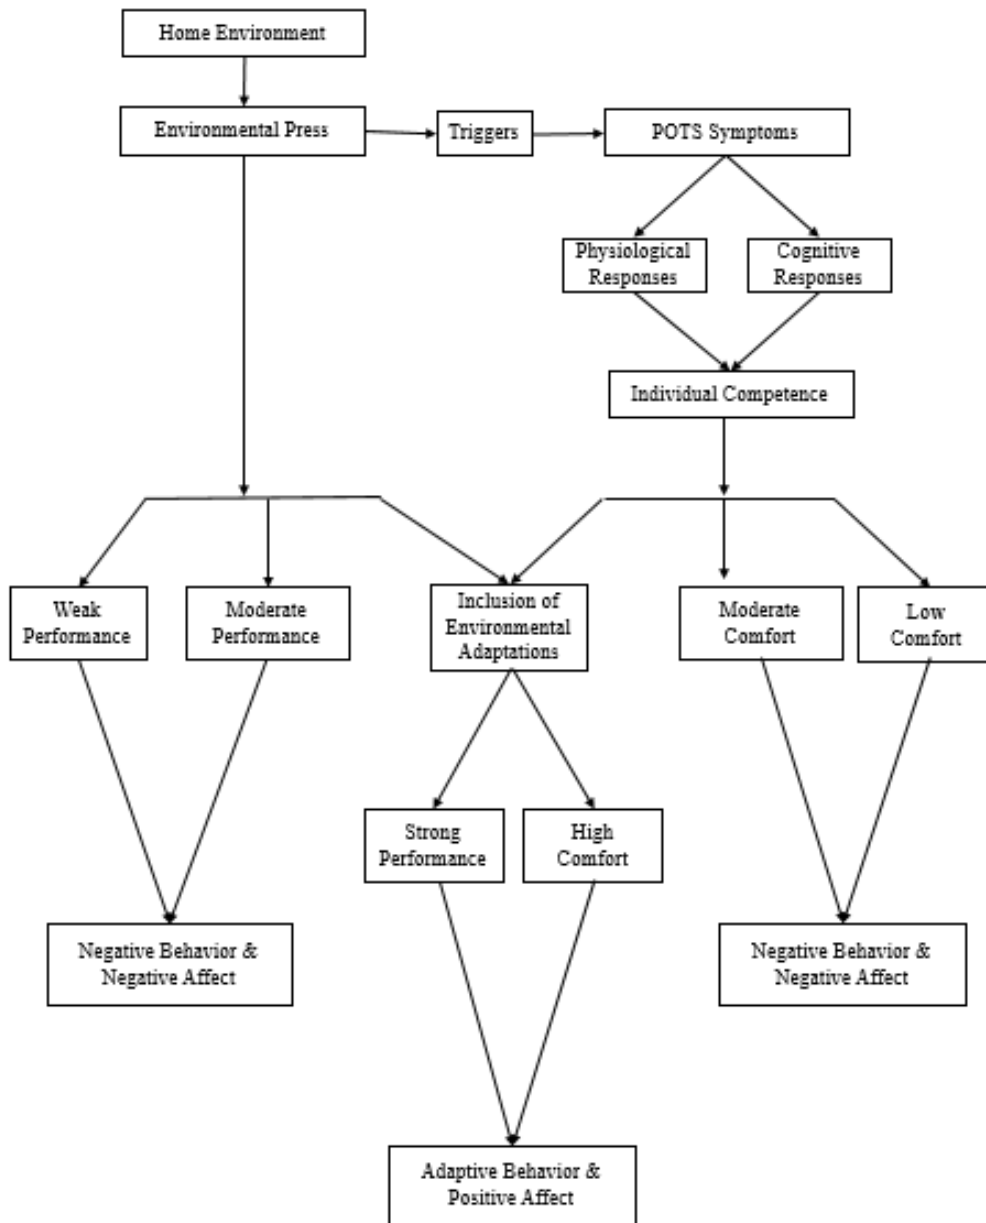 Home Environment
Environmental Press
Triggers
POTS Symptoms
Physiological
Responses
Cognitive
Responses
Individual Competence
Weak
Performance
Moderate
Performance
Inclusion of
Environmental
Adaptations
Moderate
Comfort
Low
Comfort
Strong
Performance
High
Comfort
Negative Behavior &
Negative Affect
Negative Behavior &
Negative Affect
Adaptive Behavior &
Positive Affect